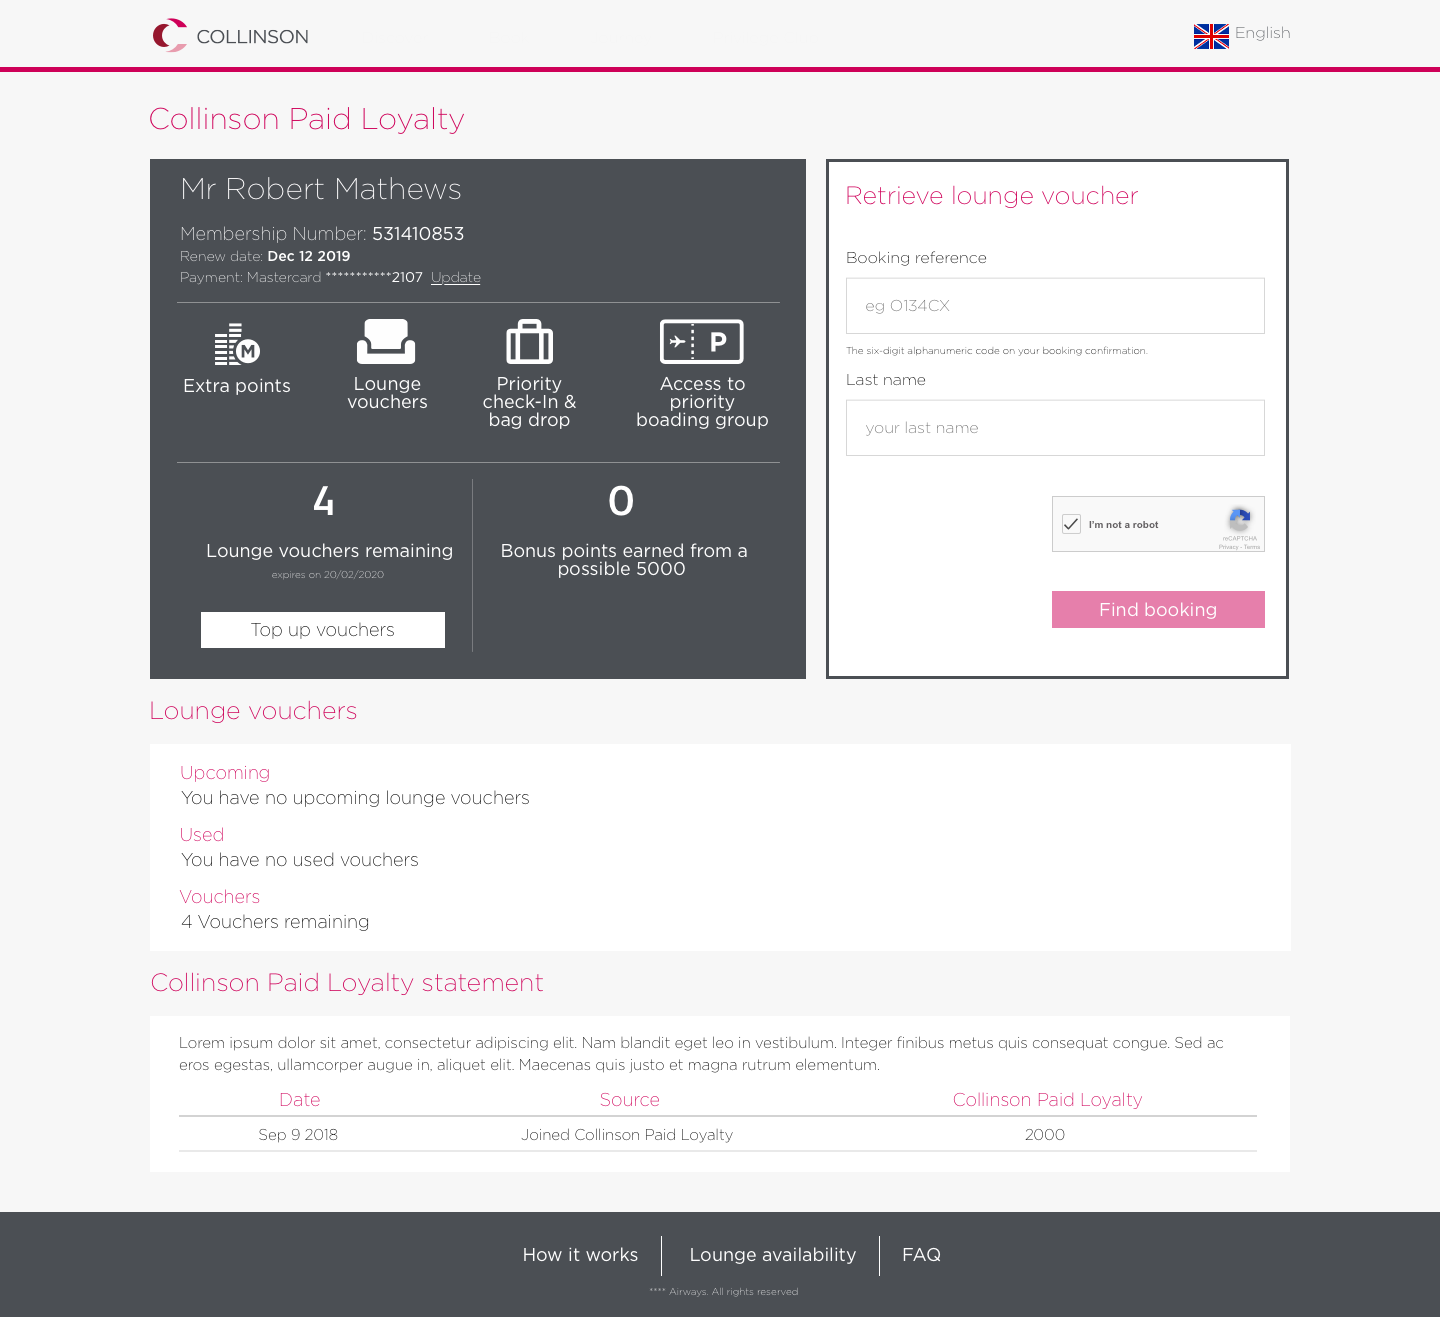 COLLINSON
English
Collinson Paid Loyalty
Mr Robert Mathews
Membership Number: 531410853
Renew date: Dec 12 2019
Payment: Mastercard ***********2107 Update
M
P
Extra points
Lounge
vouchers
Priority
check-In &
bag drop
Access to
priority
boading group
4
Lounge vouchers remaining
expires on 20/02/2020
Top up vouchers
0
Bonus points earned from a
possible 5000
Retrieve lounge voucher
Booking reference
eg O134CX
The six-digit alphanumeric code on your booking confirmation.
Last name
your last name
I'm not a robot
mCAPTCHA
Privacy - Terms
Find booking
Lounge vouchers
Upcoming
You have no upcoming lounge vouchers
Used
You have no used vouchers
Vouchers
4 Vouchers remaining
Collinson Paid Loyalty statement
Lorem ipsum dolor sit amet, consectetur adipiscing elit. Nam blandit eget leo in vestibulum. Integer finibus metus quis consequat congue. Sed ac
eros egestas, ullamcorper augue in, aliquet elit. Maecenas quis justo et magna rutrum elementum.
Date Source Collinson Paid Loyalty
Sep 9 2018 Joined Collinson Paid Loyalty 2000
How it works Lounge availability FAQ
**** Airways. All rights reserved